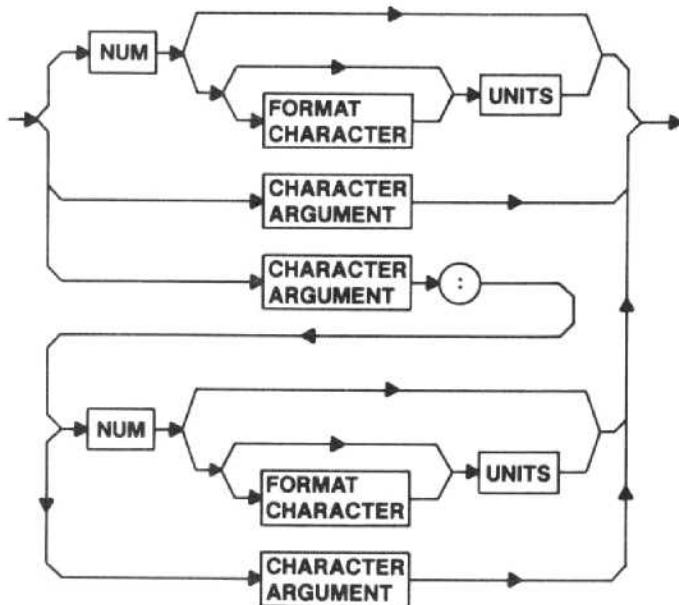 NUM
UNITS
FORMAT
CHARACTER
CHARACTER
ARGUMENT
CHARACTER
ARGUMENT
:
NUM
UNITS
FORMAT
CHARACTER
CHARACTER
ARGUMENT